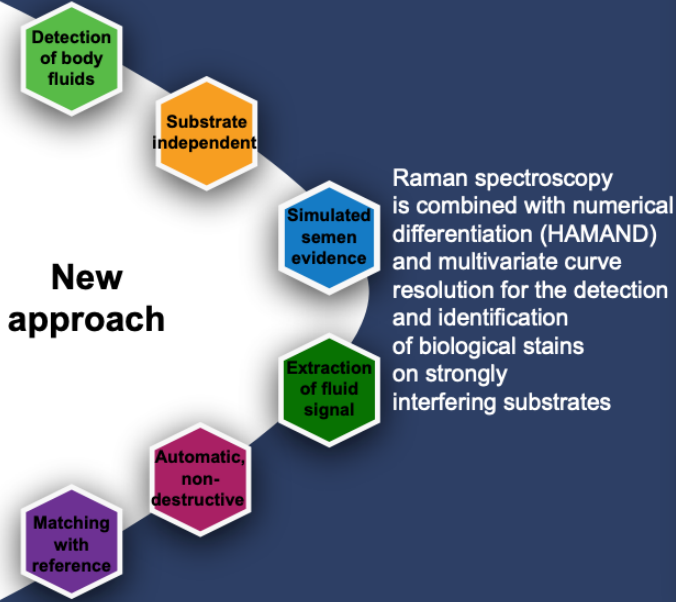 Detection
of body
fluids
Substrate
independent
Simulated
semen
evidence
New
approach
Extraction
of fluid
signal
Automatic,
non-
destructive
Matching
with
reference
Raman spectroscopy
is combined with numerical
differentiation (HAMAND)
and multivariate curve
resolution for the detection
and identification
of biological stains
on strongly
interfering substrates